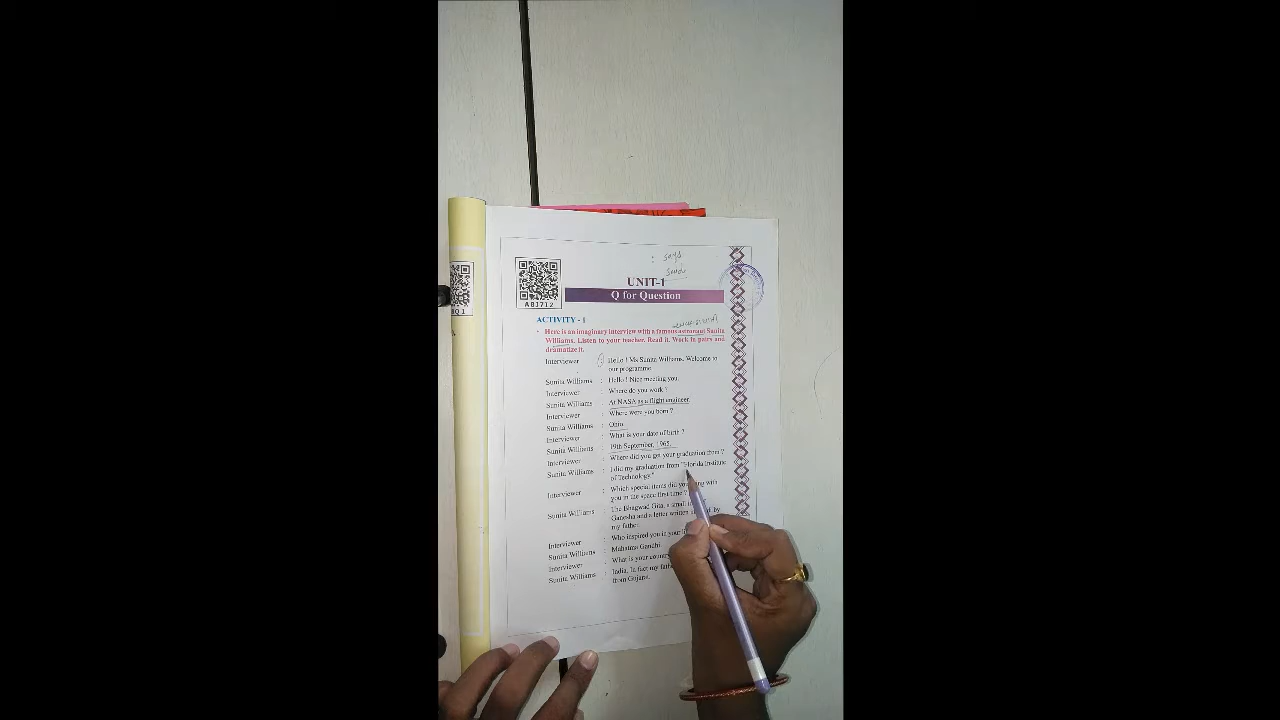 : says
UNIT-1
Q for Question
A81712
ACTIVITY - 1
• Here is an imaginary interview with a famous astronaut Sunita
Williams. Listen to your teacher. Read it. Work in pairs and
dramatize it.
Interviewer : Hello ! Ms Sunita Williams. Welcome to
our programme.
Sunita Williams : Hello ! Nice meeting you.
Interviewer : Where do you work ?
Sunita Williams : At NASA as a flight engineer.
Interviewer : Where were you born ?
Sunita Williams : Ohio.
Interviewer : What is your date of birth ?
Sunita Williams : 19th September, 1965.
Interviewer : Where did you get your graduation from ?
Sunita Williams : I did my graduation from "Florida Institute
of Technology."
Interviewer : Which special items did you with
you in the space first time ?
Sunita Williams : The Bhagwad Gita, a small
Ganesha and a letter written by
my father.
Interviewer : Who inspired you in your
Sunita Williams : Mahatma Gandhi.
Interviewer : What is your country
Sunita Williams : India. In fact my
from Gujarat.